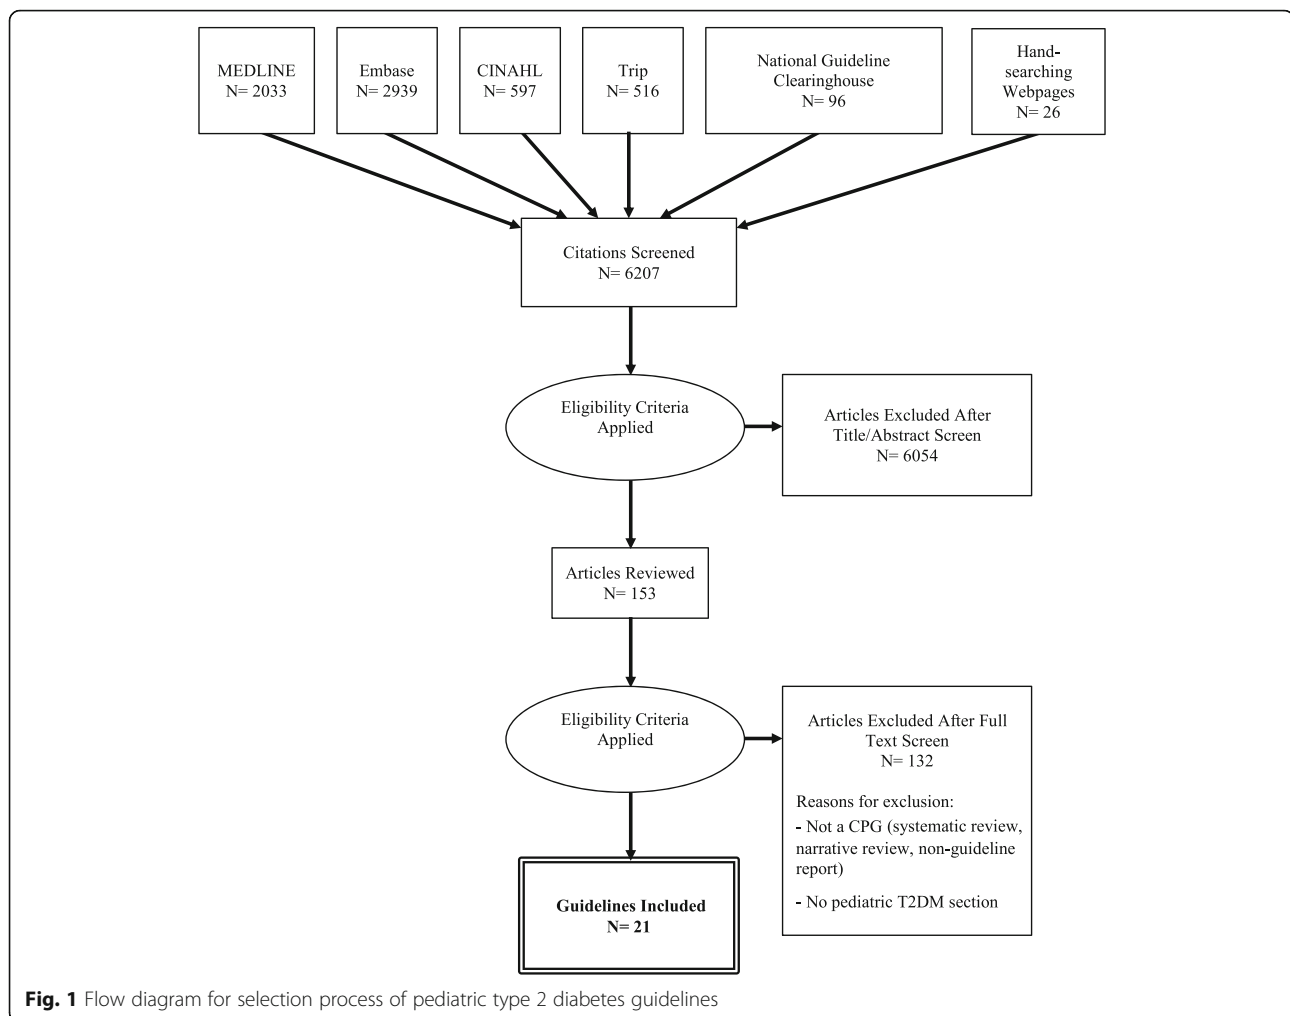 MEDLINE
N= 2033
Embase
N= 2939
CINAHL
N= 597
Trip
N= 516
National Guideline
Clearinghouse
N= 96
Hand-
searching
Webpages
N= 26
Citations Screened
N= 6207
Eligibility Criteria
Applied
Articles Excluded After
Title/Abstract Screen
N= 6054
Articles Reviewed
N= 153
Eligibility Criteria
Applied
Articles Excluded After Full
Text Screen
N= 132
Reasons for exclusion:
- Not a CPG (systematic review,
narrative review, non-guideline
report)
- No pediatric T2DM section
Guidelines Included
N= 21
Fig. 1 Flow diagram for selection process of pediatric type 2 diabetes guidelines